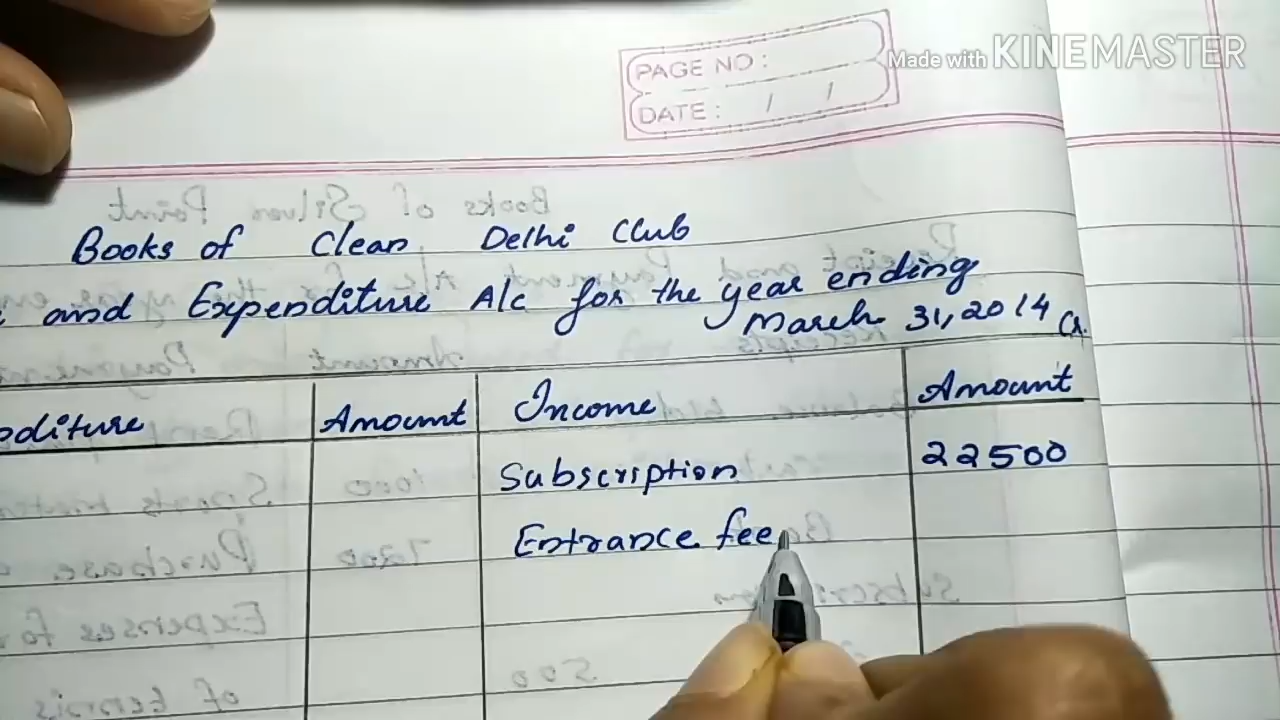 Made with KINEMASTER
PAGE NO:
DATE: / /
Books of Clean Delhi Club
and Expenditure A/c for the year ending
March 31, 2014 Cr.
diture Amount Income Amount
Subscription 22500
Entrance fee